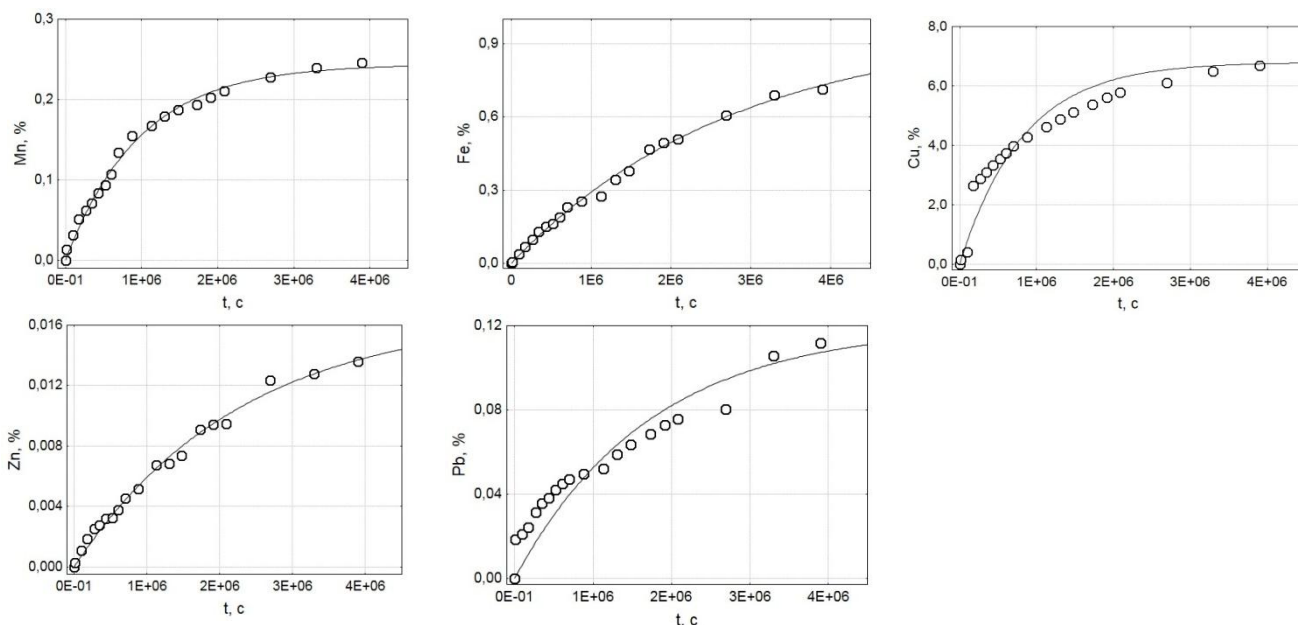 Mn, %
0,3
0,2
0,1
0,0
0E-01 1E+06 2E+06 3E+06 4E+06
t, c
Fe, %
0,9
0,6
0,3
0,0
0 1E6 2E6 3E6 4E6
t, c
Cu, %
8,0
6,0
4,0
2,0
0,0
0E-01 1E+06 2E+06 3E+06 4E+06
t, c
Zn, %
0,016
0,012
0,008
0,004
0,000
0E-01 1E+06 2E+06 3E+06 4E+06
t, c
Pb, %
0,12
0,08
0,04
0,00
0E-01 1E+06 2E+06 3E+06 4E+06
t, c